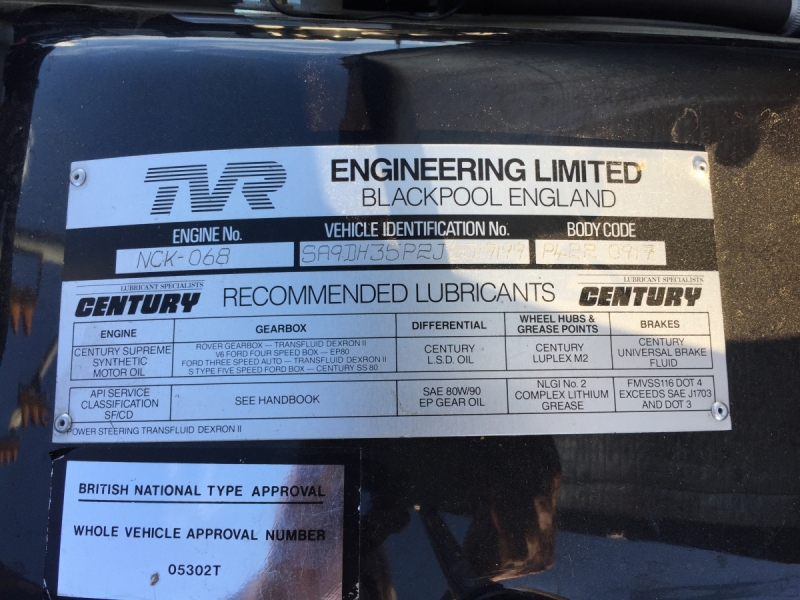 TVR ENGINEERING LIMITED
BLACKPOOL ENGLAND
ENGINE No. VEHICLE IDENTIFICATION No. BODY CODE
NCK-068 SA9DH35P2J
LUBRICANT SPECIALISTS LUBRICANT SPECIALISTS
CENTURY RECOMMENDED LUBRICANTS CENTURY
ENGINE GEARBOX DIFFERENTIAL WHEEL HUBS & GREASE POINTS BRAKES
CENTURY SUPREME
SYNTHETIC
MOTOR OIL
ROVER GEARBOX — TRANSFLUID DEXRON II
V6 FORD FOUR SPEED BOX — EP80
FORD THREE SPEED AUTO — TRANSFLUID DEXRON II
S TYPE FIVE SPEED FORD BOX — CENTURY SS 80
CENTURY
L.S.D. OIL
CENTURY
LUPLEX M2
CENTURY
UNIVERSAL BRAKE
FLUID
API SERVICE
CLASSIFICATION
SF/CD
SEE HANDBOOK
SAE 80W/90
EP GEAR OIL
NLGI No. 2
COMPLEX LITHIUM
GREASE
FMVSS116 DOT 4
EXCEEDS SAE J1703
AND DOT 3
POWER STEERING TRANSFLUID DEXRON II
BRITISH NATIONAL TYPE APPROVAL
WHOLE VEHICLE APPROVAL NUMBER
05302T